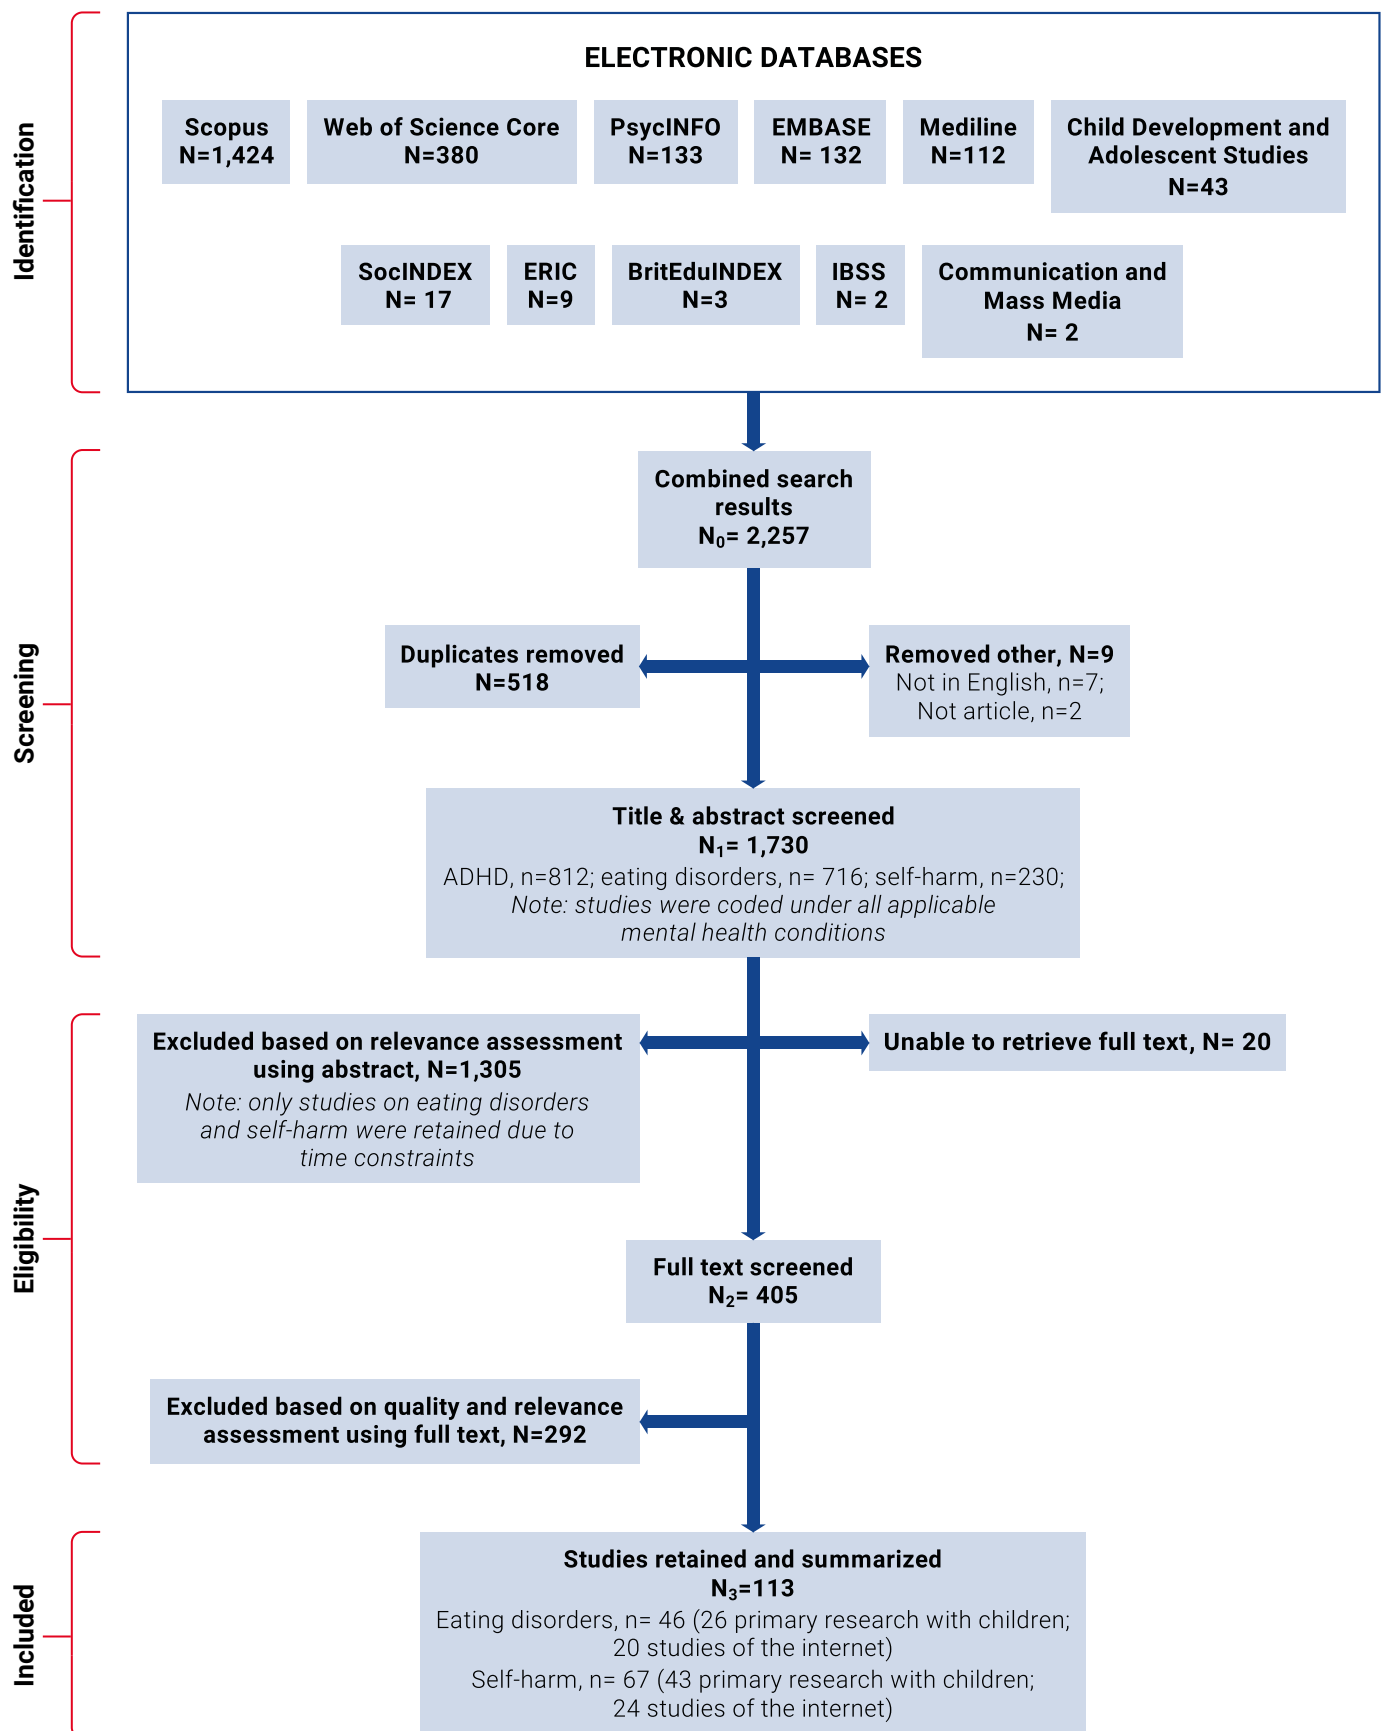 Identification
ELECTRONIC DATABASES
Scopus
N=1,424
Web of Science Core
N=380
PsycINFO
N=133
EMBASE
N= 132
Mediline
N=112
Child Development and
Adolescent Studies
N=43
SocINDEX
N= 17
ERIC
N=9
BritEduINDEX
N=3
IBSS
N= 2
Communication and
Mass Media
N= 2
Screening
Combined search
results
N₀= 2,257
Duplicates removed
N=518
Removed other, N=9
Not in English, n=7;
Not article, n=2
Title & abstract screened
N₁= 1,730
ADHD, n=812; eating disorders, n= 716; self-harm, n=230;
Note: studies were coded under all applicable
mental health conditions
Eligibility
Excluded based on relevance assessment
using abstract, N=1,305
Note: only studies on eating disorders
and self-harm were retained due to
time constraints
Unable to retrieve full text, N= 20
Full text screened
N₂= 405
Excluded based on quality and relevance
assessment using full text, N=292
Included
Studies retained and summarized
N₃=113
Eating disorders, n= 46 (26 primary research with children;
20 studies of the internet)
Self-harm, n= 67 (43 primary research with children;
24 studies of the internet)